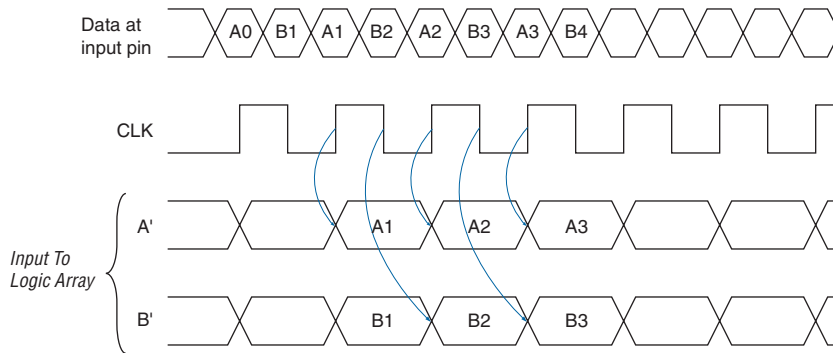 Data at
input pin
A0 B1 A1 B2 A2 B3 A3 B4
CLK
A'
A1 A2 A3
Input To
Logic Array
B'
B1 B2 B3